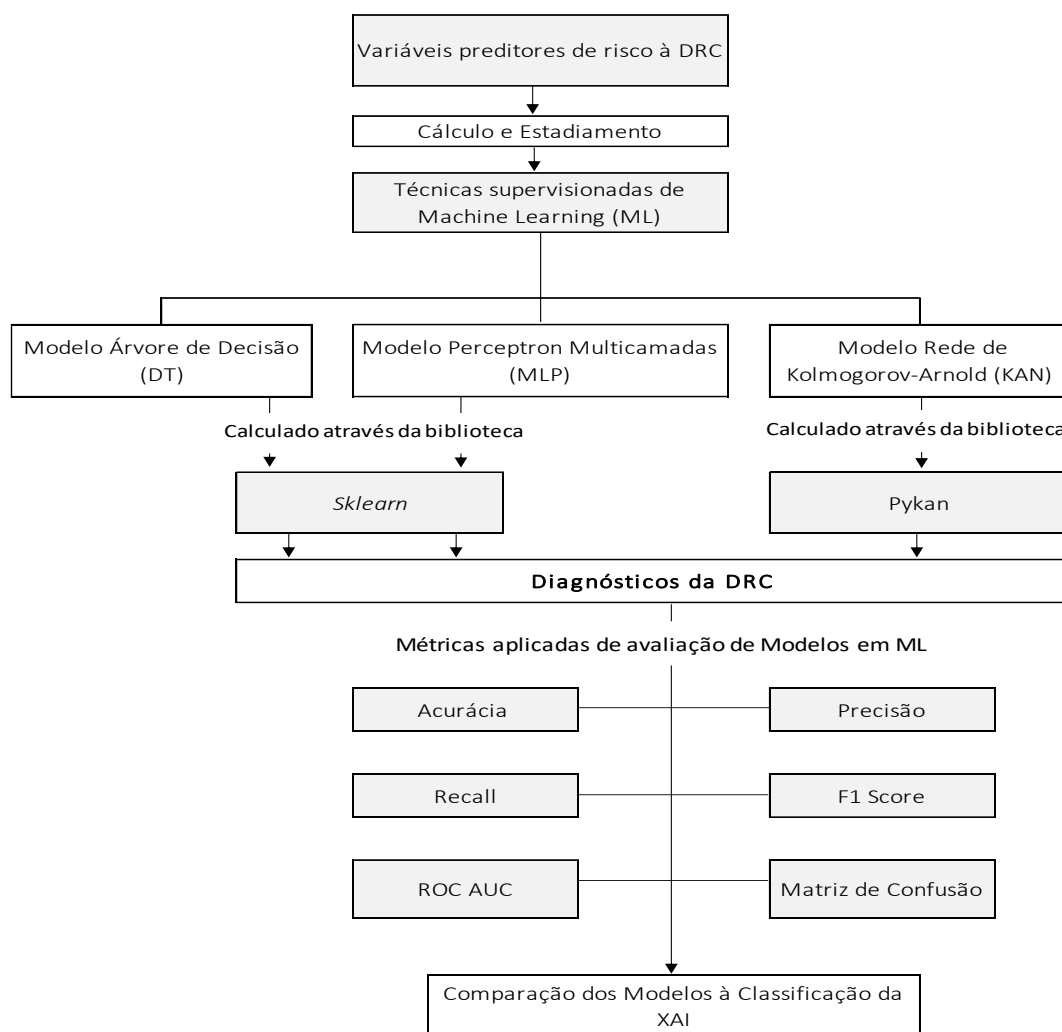 Variáveis preditores de risco à DRC
Cálculo e Estadiamento
Técnicas supervisionadas de
Machine Learning (ML)
Modelo Árvore de Decisão
(DT)
Modelo Perceptron Multicamadas
(MLP)
Modelo Rede de
Kolmogorov-Arnold (KAN)
Calculado através da biblioteca
Calculado através da biblioteca
Sklearn
Pykan
Diagnósticos da DRC
Métricas aplicadas de avaliação de Modelos em ML
Acurácia
Precisão
Recall
F1 Score
ROC AUC
Matriz de Confusão
Comparação dos Modelos à Classificação da
XAI